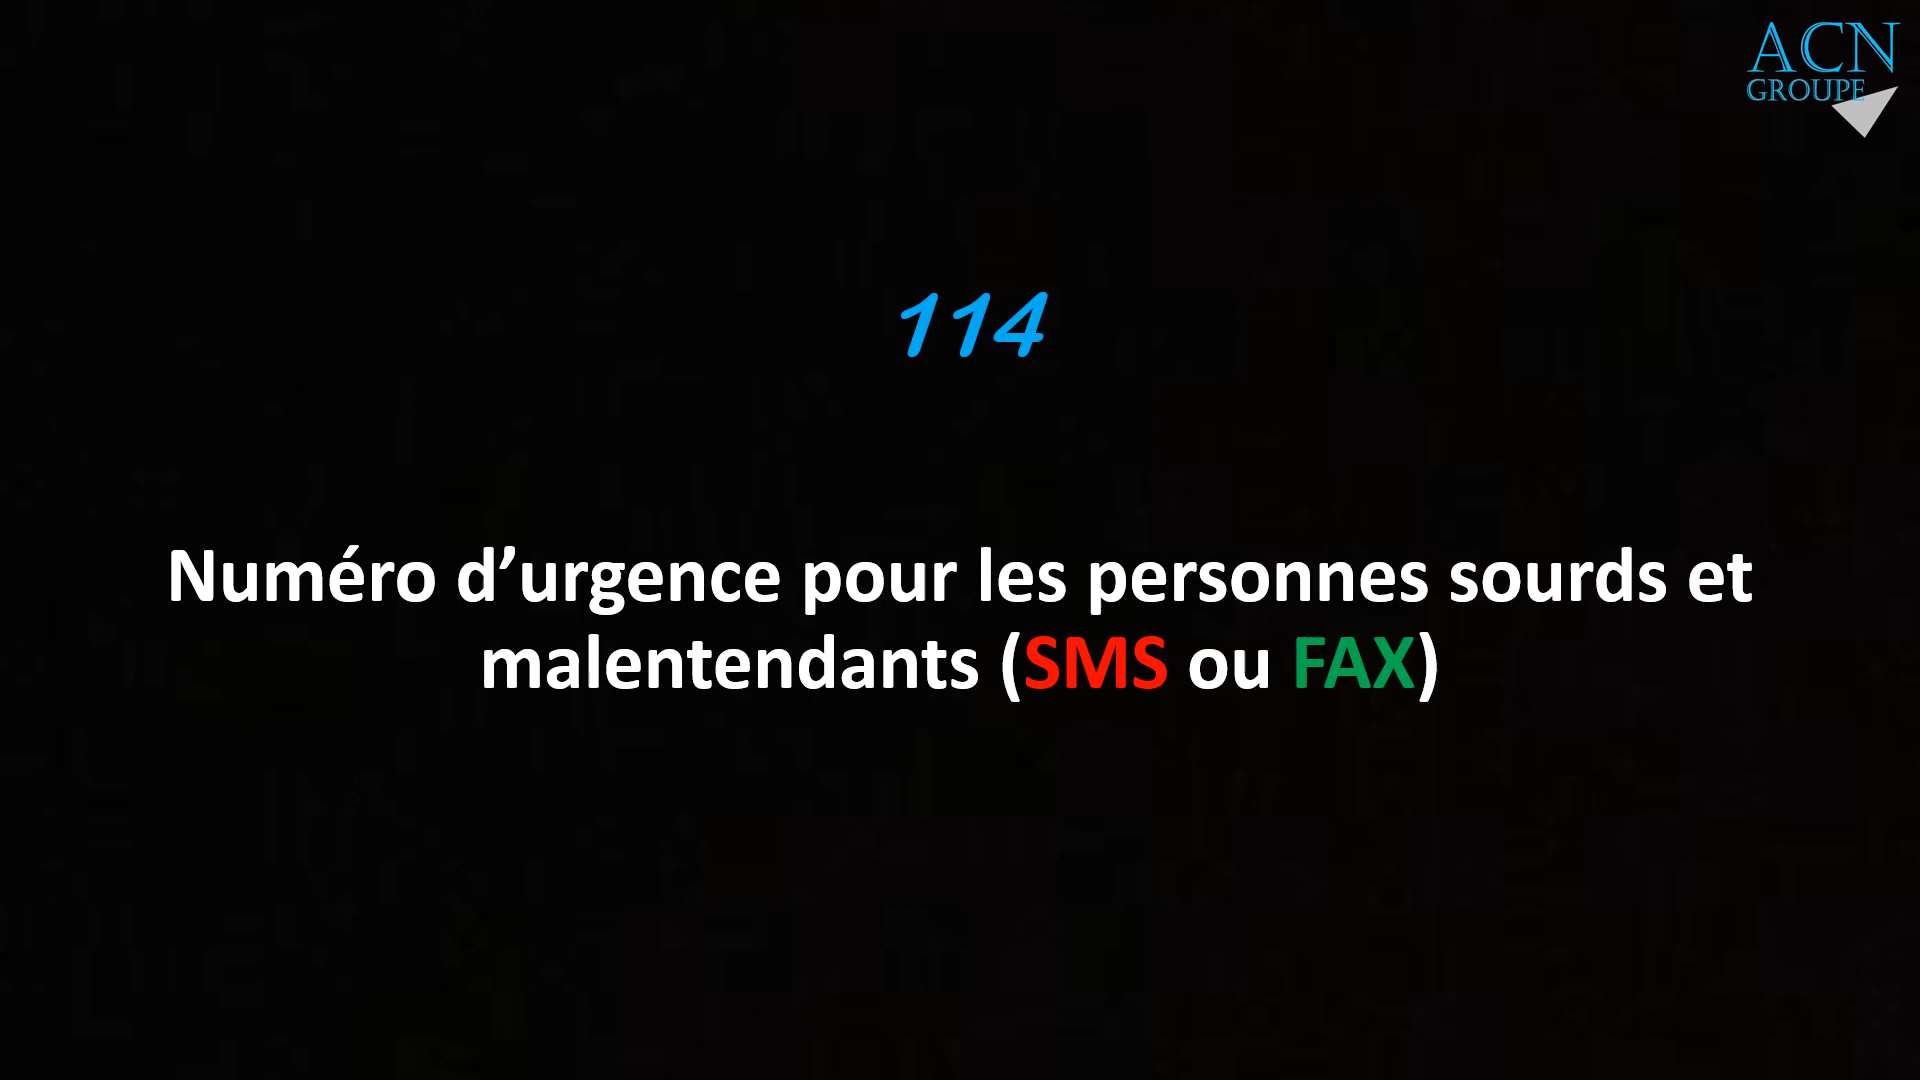 ACN
GROUPE
114
Numéro d’urgence pour les personnes sourds et
malentendants (SMS ou FAX)